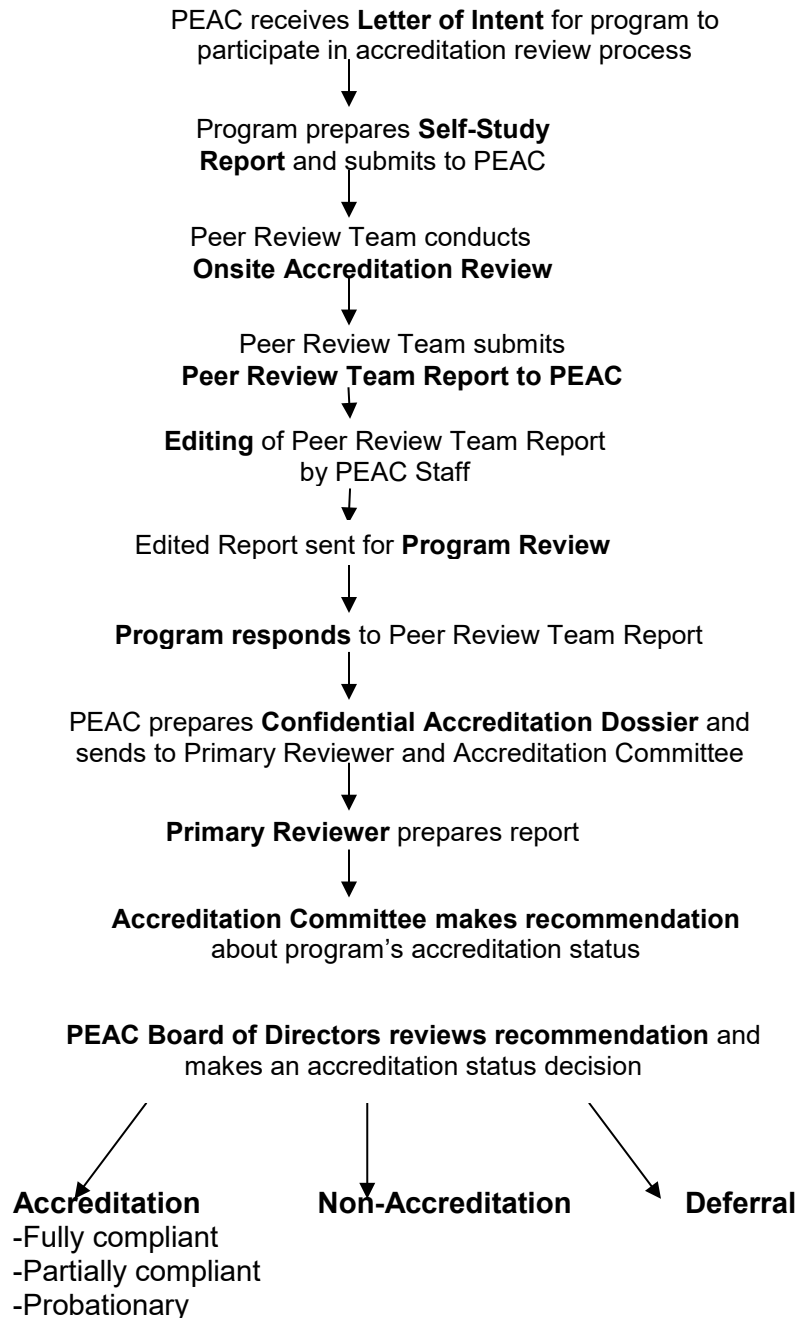 PEAC receives Letter of Intent for program to
participate in accreditation review process
Program prepares Self-Study
Report and submits to PEAC
Peer Review Team conducts
Onsite Accreditation Review
Peer Review Team submits
Peer Review Team Report to PEAC
Editing of Peer Review Team Report
by PEAC Staff
Edited Report sent for Program Review
Program responds to Peer Review Team Report
PEAC prepares Confidential Accreditation Dossier and
sends to Primary Reviewer and Accreditation Committee
Primary Reviewer prepares report
Accreditation Committee makes recommendation
about program’s accreditation status
PEAC Board of Directors reviews recommendation and
makes an accreditation status decision
Accreditation
-Fully compliant
-Partially compliant
-Probationary
Non-Accreditation
Deferral